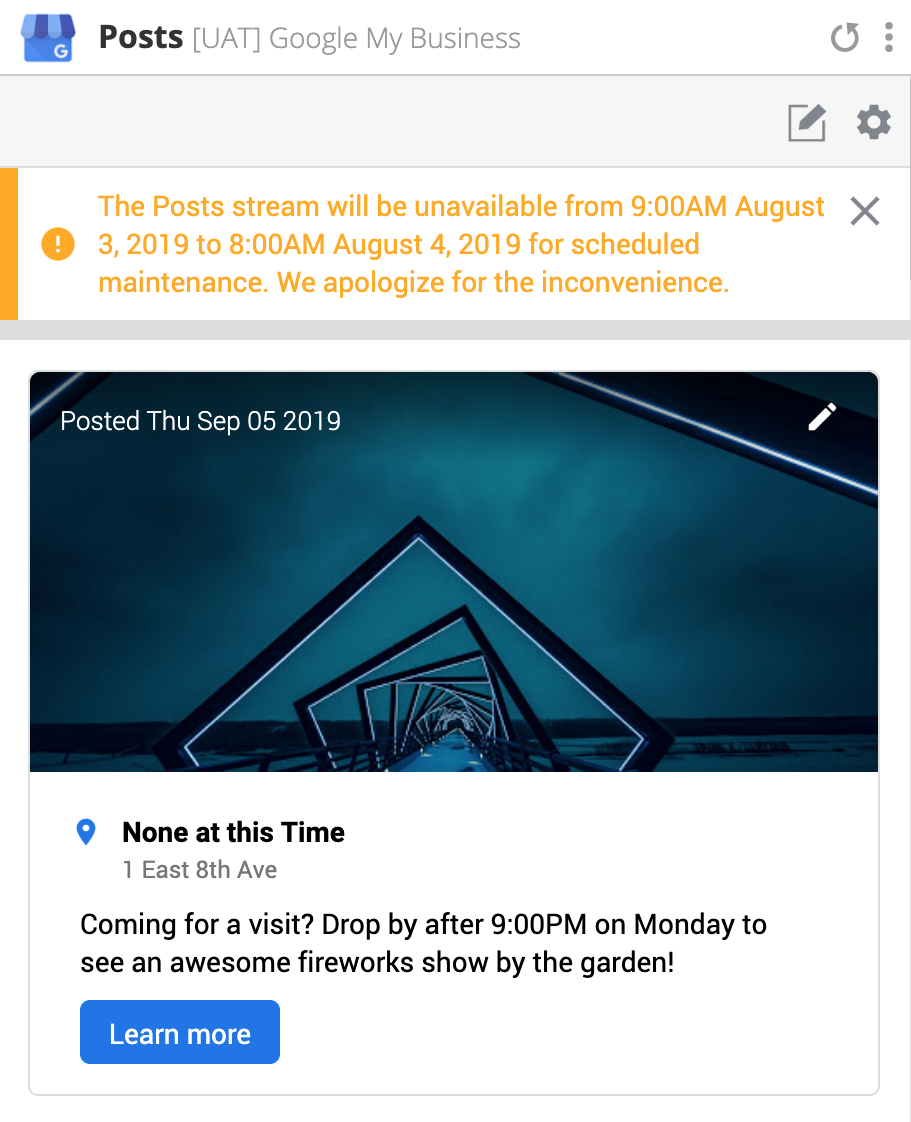 G
Posts [UAT] Google My Business
!
The Posts stream will be unavailable from 9:00AM August
3, 2019 to 8:00AM August 4, 2019 for scheduled
maintenance. We apologize for the inconvenience.
Posted Thu Sep 05 2019
None at this Time
1 East 8th Ave
Coming for a visit? Drop by after 9:00PM on Monday to
see an awesome fireworks show by the garden!
Learn more